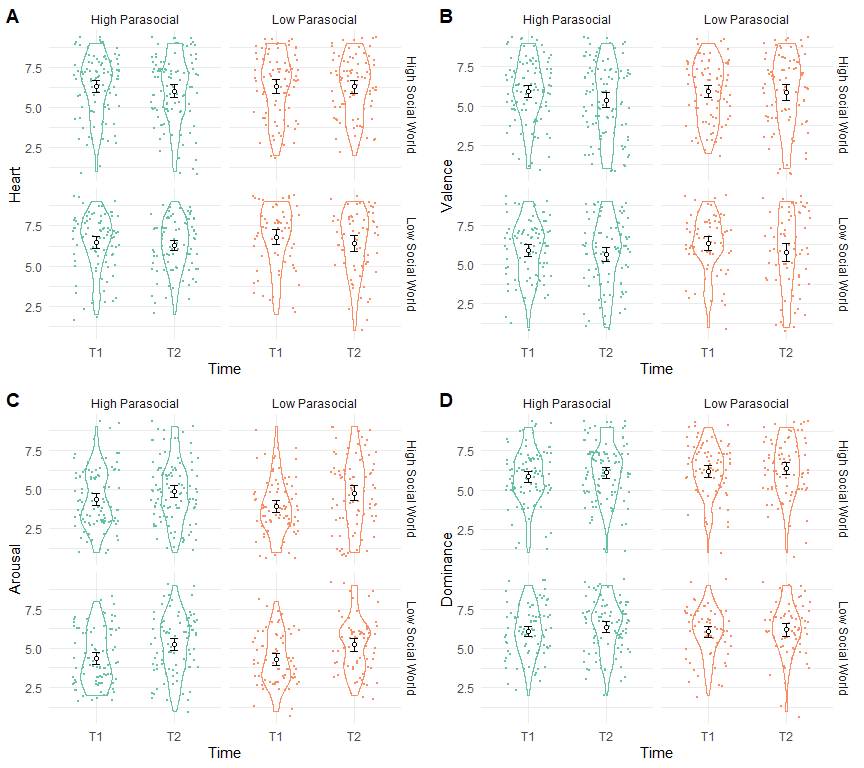 A
High Parasocial Low Parasocial
Heart
7.5
5.0
2.5
High Social World
7.5
5.0
2.5
Low Social World
T1 T2 T1 T2
Time
B
High Parasocial Low Parasocial
Valence
7.5
5.0
2.5
High Social World
7.5
5.0
2.5
Low Social World
T1 T2 T1 T2
Time
C
High Parasocial Low Parasocial
Arousal
7.5
5.0
2.5
High Social World
7.5
5.0
2.5
Low Social World
T1 T2 T1 T2
Time
D
High Parasocial Low Parasocial
Dominance
7.5
5.0
2.5
High Social World
7.5
5.0
2.5
Low Social World
T1 T2 T1 T2
Time